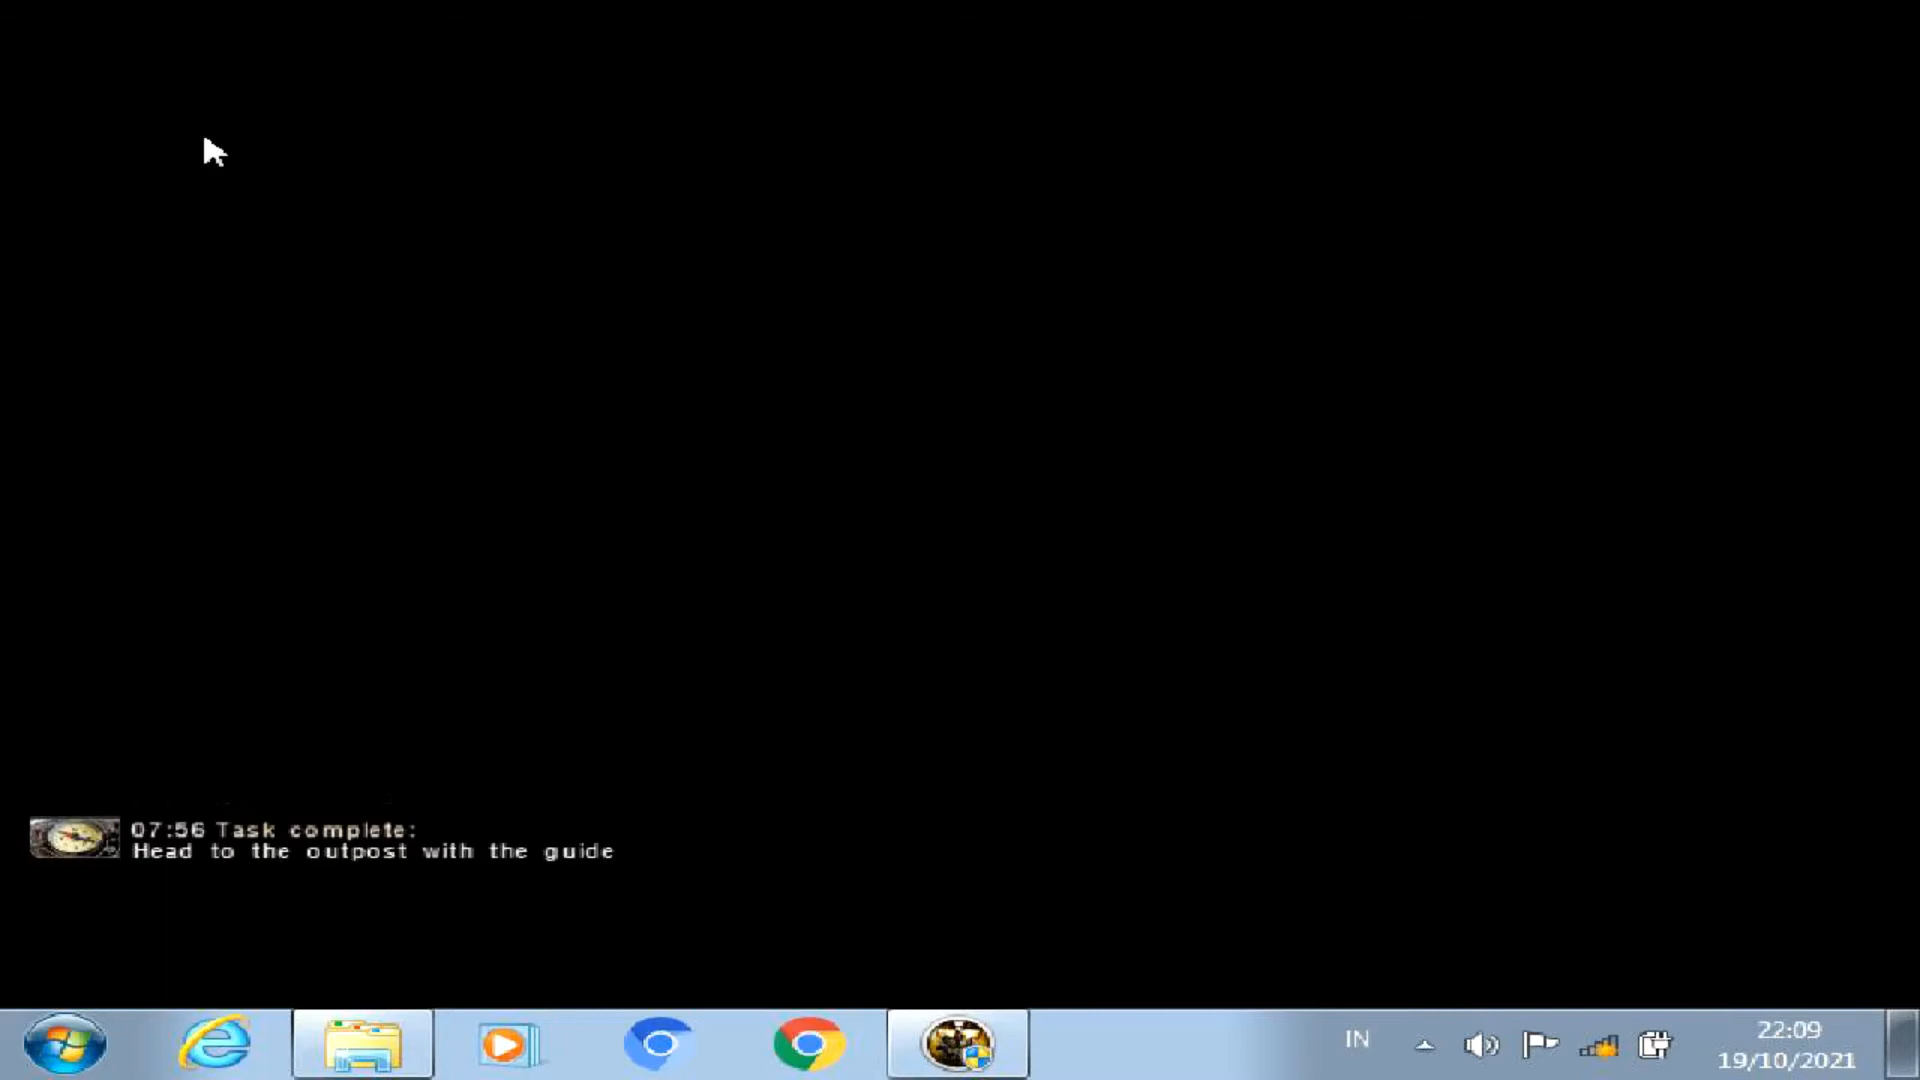 07:56 Task complete:
Head to the outpost with the guide
IN
22:09
19/10/2021